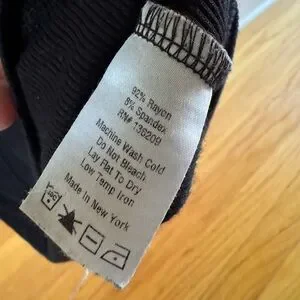 92% Rayon
8% Spandex
RN# 136209
Machine Wash Cold
Do Not Bleach
Lay Flat To Dry
Low Temp Iron
Made In New York